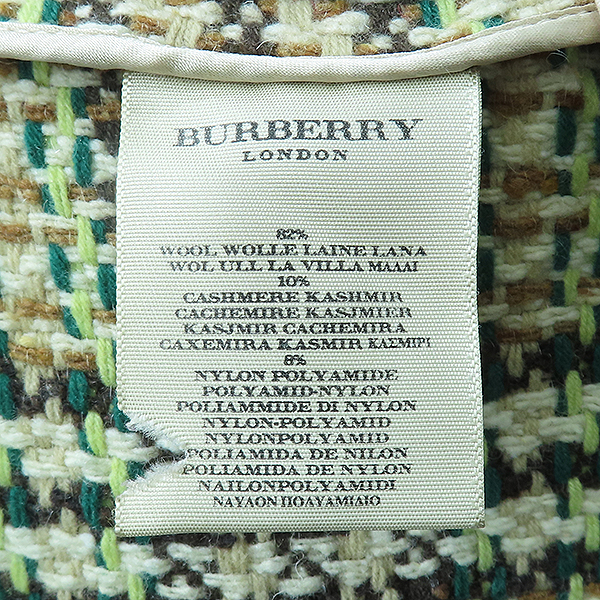 BURBERRY
LONDON
82%
WOOL WOLLE LAINE LANA
WOL ULL LA VILLA ΜΑΛΛΙ
10%
CASHMERE KASHMIR
CACHEMIRE KASJMIER
KASJMIR CACHEMIRA
CAXEMIRA KASMIR ΚΑΣΜΙΡΙ
8%
NYLON POLYAMIDE
POLYAMID-NYLON
POLIAMMIDE DI NYLON
NYLON-POLYAMID
NYLONPOLYAMID
POLIAMIDA DE NILON
POLIAMIDA DE NYLON
NAILONPOLYAMIDI
ΝΑΥΛΟΝ ΠΟΛΥΑΜΙΔΙΟ